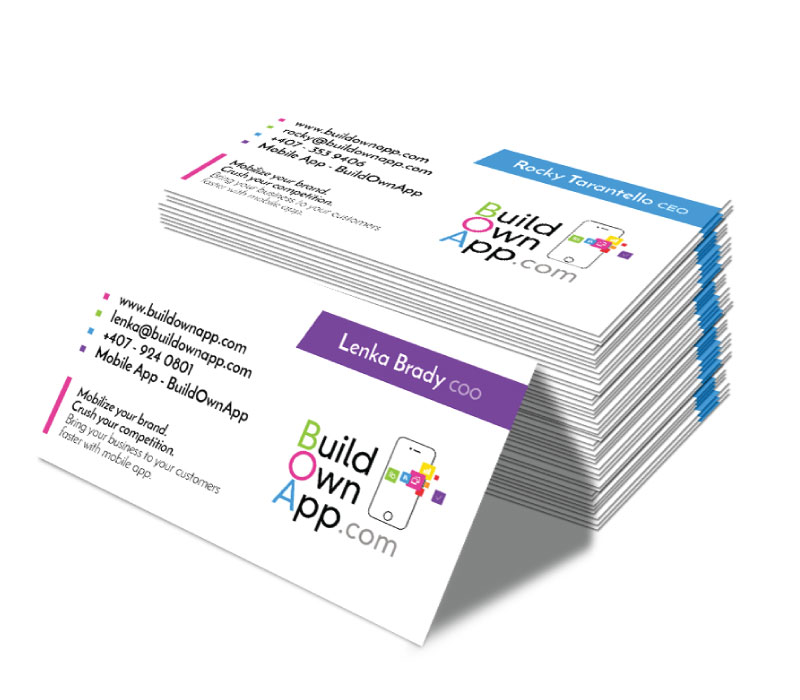 www.buildownapp.com
rocky@buildownapp.com
+407 - 353 9406
Mobile App - BuildOwnApp
Mobilize your brand.
Crush your competition.
Bring your business to your customers
faster with mobile app.
Rocky Tarantello CEO
Build
Own
App.com
www.buildownapp.com
lenka@buildownapp.com
+407 - 924 0801
Mobile App - BuildOwnApp
Mobilize your brand.
Crush your competition.
Bring your business to your customers
faster with mobile app.
Lenka Brady COO
Build
Own
App.com